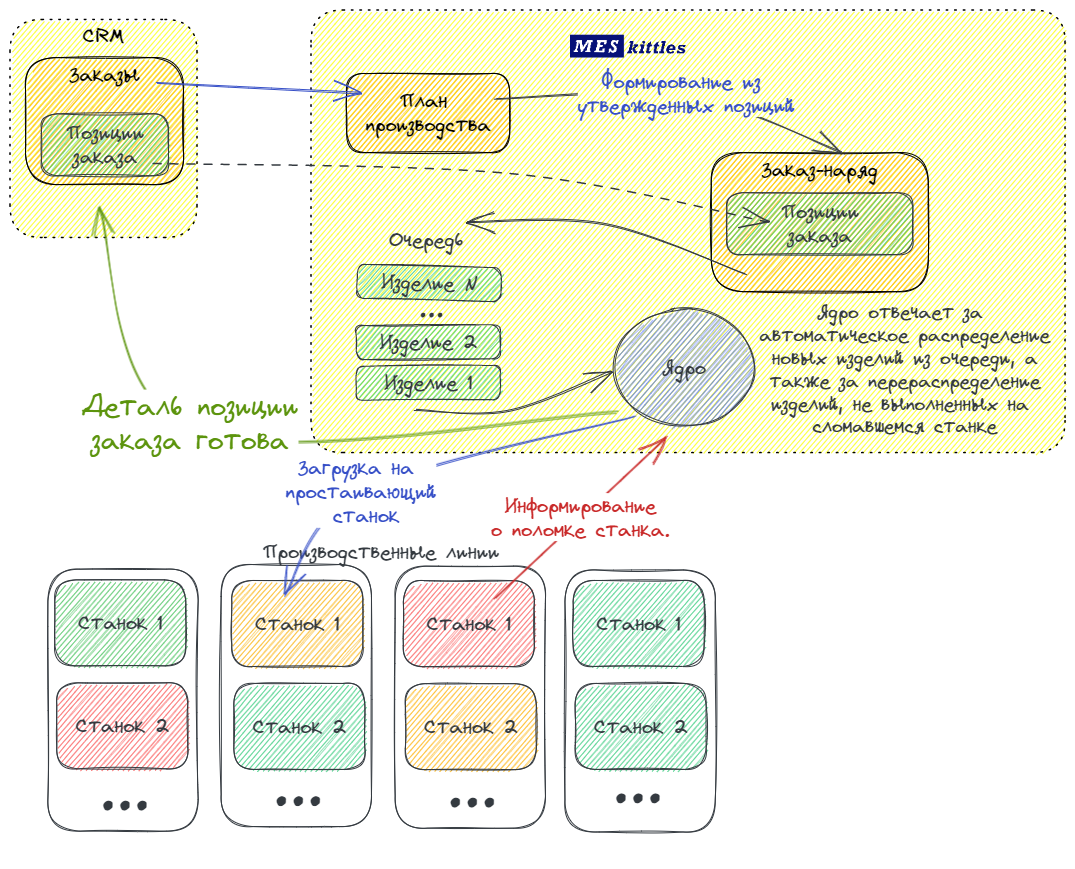 CRM
Заказы
Позиции
заказа
MES kittles
План
производства
Формирование из
утвержденных позиций
Заказ-наряд
Позиции
заказа
Очередь
Изделие N
...
Изделие 2
Изделие 1
Ядро
Ядро отвечает за
автоматическое распределение
новых изделий из очереди, а
также за перераспределение
изделий, не выполненных на
сломавшемся станке
Деталь позиции
заказа готова
Загрузка на
простаивающий
станок
Информирование
о поломке станка.
Производственные линии
Станок 1
Станок 1
Станок 1
Станок 1
Станок 2
Станок 2
Станок 2
Станок 2
...
...
...
...